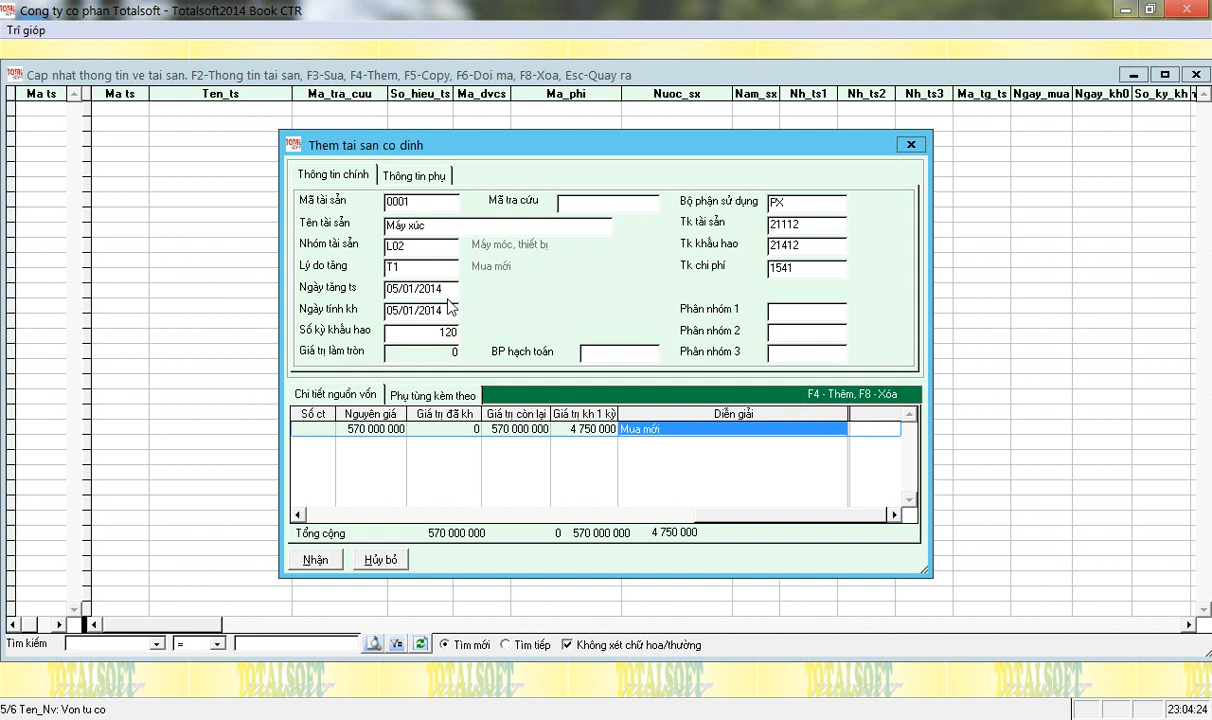 Cong ty co phan Totalsoft - Totalsoft2014 Book CTR
Trợ giúp
Cap nhat thong tin ve tai san. F2-Thong tin tai san, F3-Sua, F4-Them, F5-Copy, F6-Doi ma, F8-Xoa, Esc-Quay ra
Ma ts Ma ts Ten_ts Ma_tra_cuu So_hieu_ts Ma_dvcs Ma_phi Nuoc_sx Nam_sx Nh_ts1 Nh_ts2 Nh_ts3 Ma_tg_ts Ngay_mua Ngay_kh0 So_ky_kh
Them tai san co dinh
Thông tin chính Thông tin phụ
Mã tài sản 0001 Mã tra cứu Bộ phận sử dụng PX
Tên tài sản Máy xúc Tk tài sản 21112
Nhóm tài sản L02 Máy móc, thiết bị Tk khấu hao 21412
Lý do tăng T1 Mua mới Tk chi phí 1541
Ngày tăng ts 05/01/2014
Ngày tính kh 05/01/2014 Phân nhóm 1
Số kỳ khấu hao 120 Phân nhóm 2
Giá trị làm tròn 0 BP hạch toán Phân nhóm 3
Chi tiết nguồn vốn Phụ tùng kèm theo F4 - Thêm, F8 - Xóa
Số ct Nguyên giá Giá trị đã kh Giá trị còn lại Giá trị kh 1 kỳ Diễn giải
570 000 000 0 570 000 000 4 750 000 Mua mới
Tổng cộng 570 000 000 0 570 000 000 4 750 000
Nhận Hủy bỏ
Tìm kiếm = Tìm mới Tìm tiếp Không xét chữ hoa/thường
TOTALSOFT TOTALSOFT TOTALSOFT TOTALSOFT TOTALSOFT TOTALSOFT
5/6 Ten_Nv: Von tu co 23:04:24